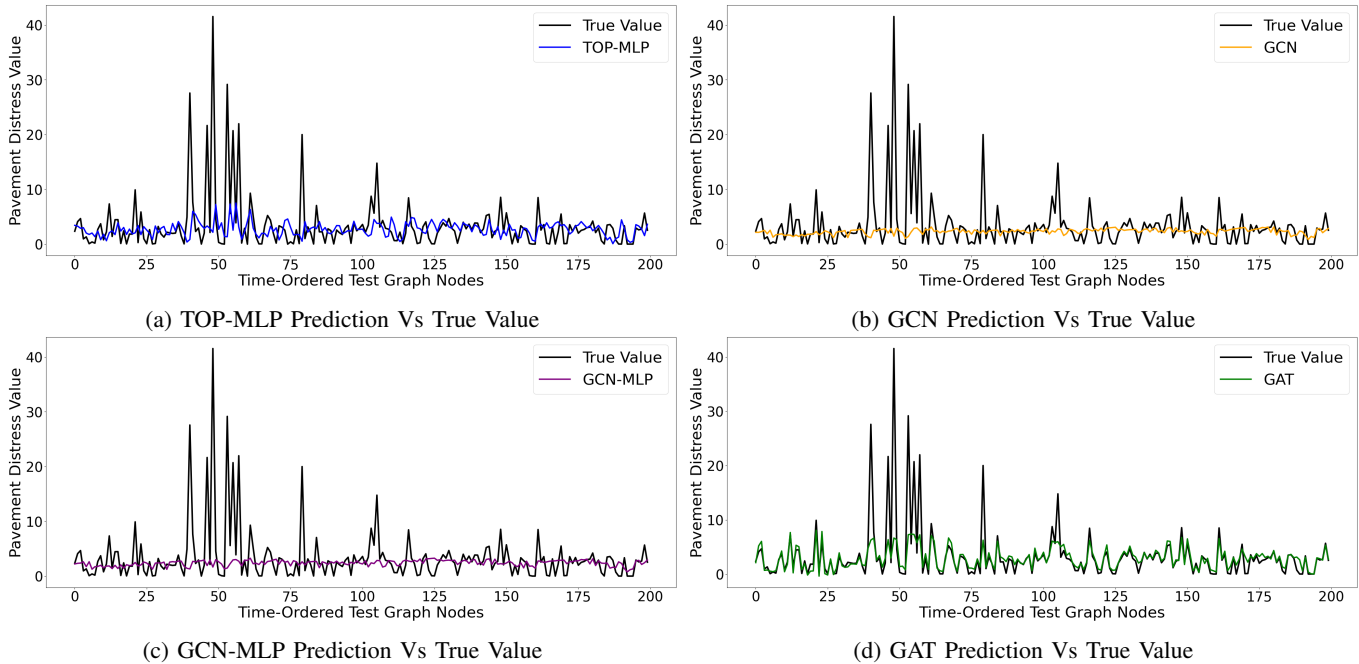 Pavement Distress Value
40
30
20
10
0
True Value
TOP-MLP
0 25 50 75 100 125 150 175 200
Time-Ordered Test Graph Nodes
(a) TOP-MLP Prediction Vs True Value
Pavement Distress Value
40
30
20
10
0
True Value
GCN
0 25 50 75 100 125 150 175 200
Time-Ordered Test Graph Nodes
(b) GCN Prediction Vs True Value
Pavement Distress Value
40
30
20
10
0
True Value
GCN-MLP
0 25 50 75 100 125 150 175 200
Time-Ordered Test Graph Nodes
(c) GCN-MLP Prediction Vs True Value
Pavement Distress Value
40
30
20
10
0
True Value
GAT
0 25 50 75 100 125 150 175 200
Time-Ordered Test Graph Nodes
(d) GAT Prediction Vs True Value